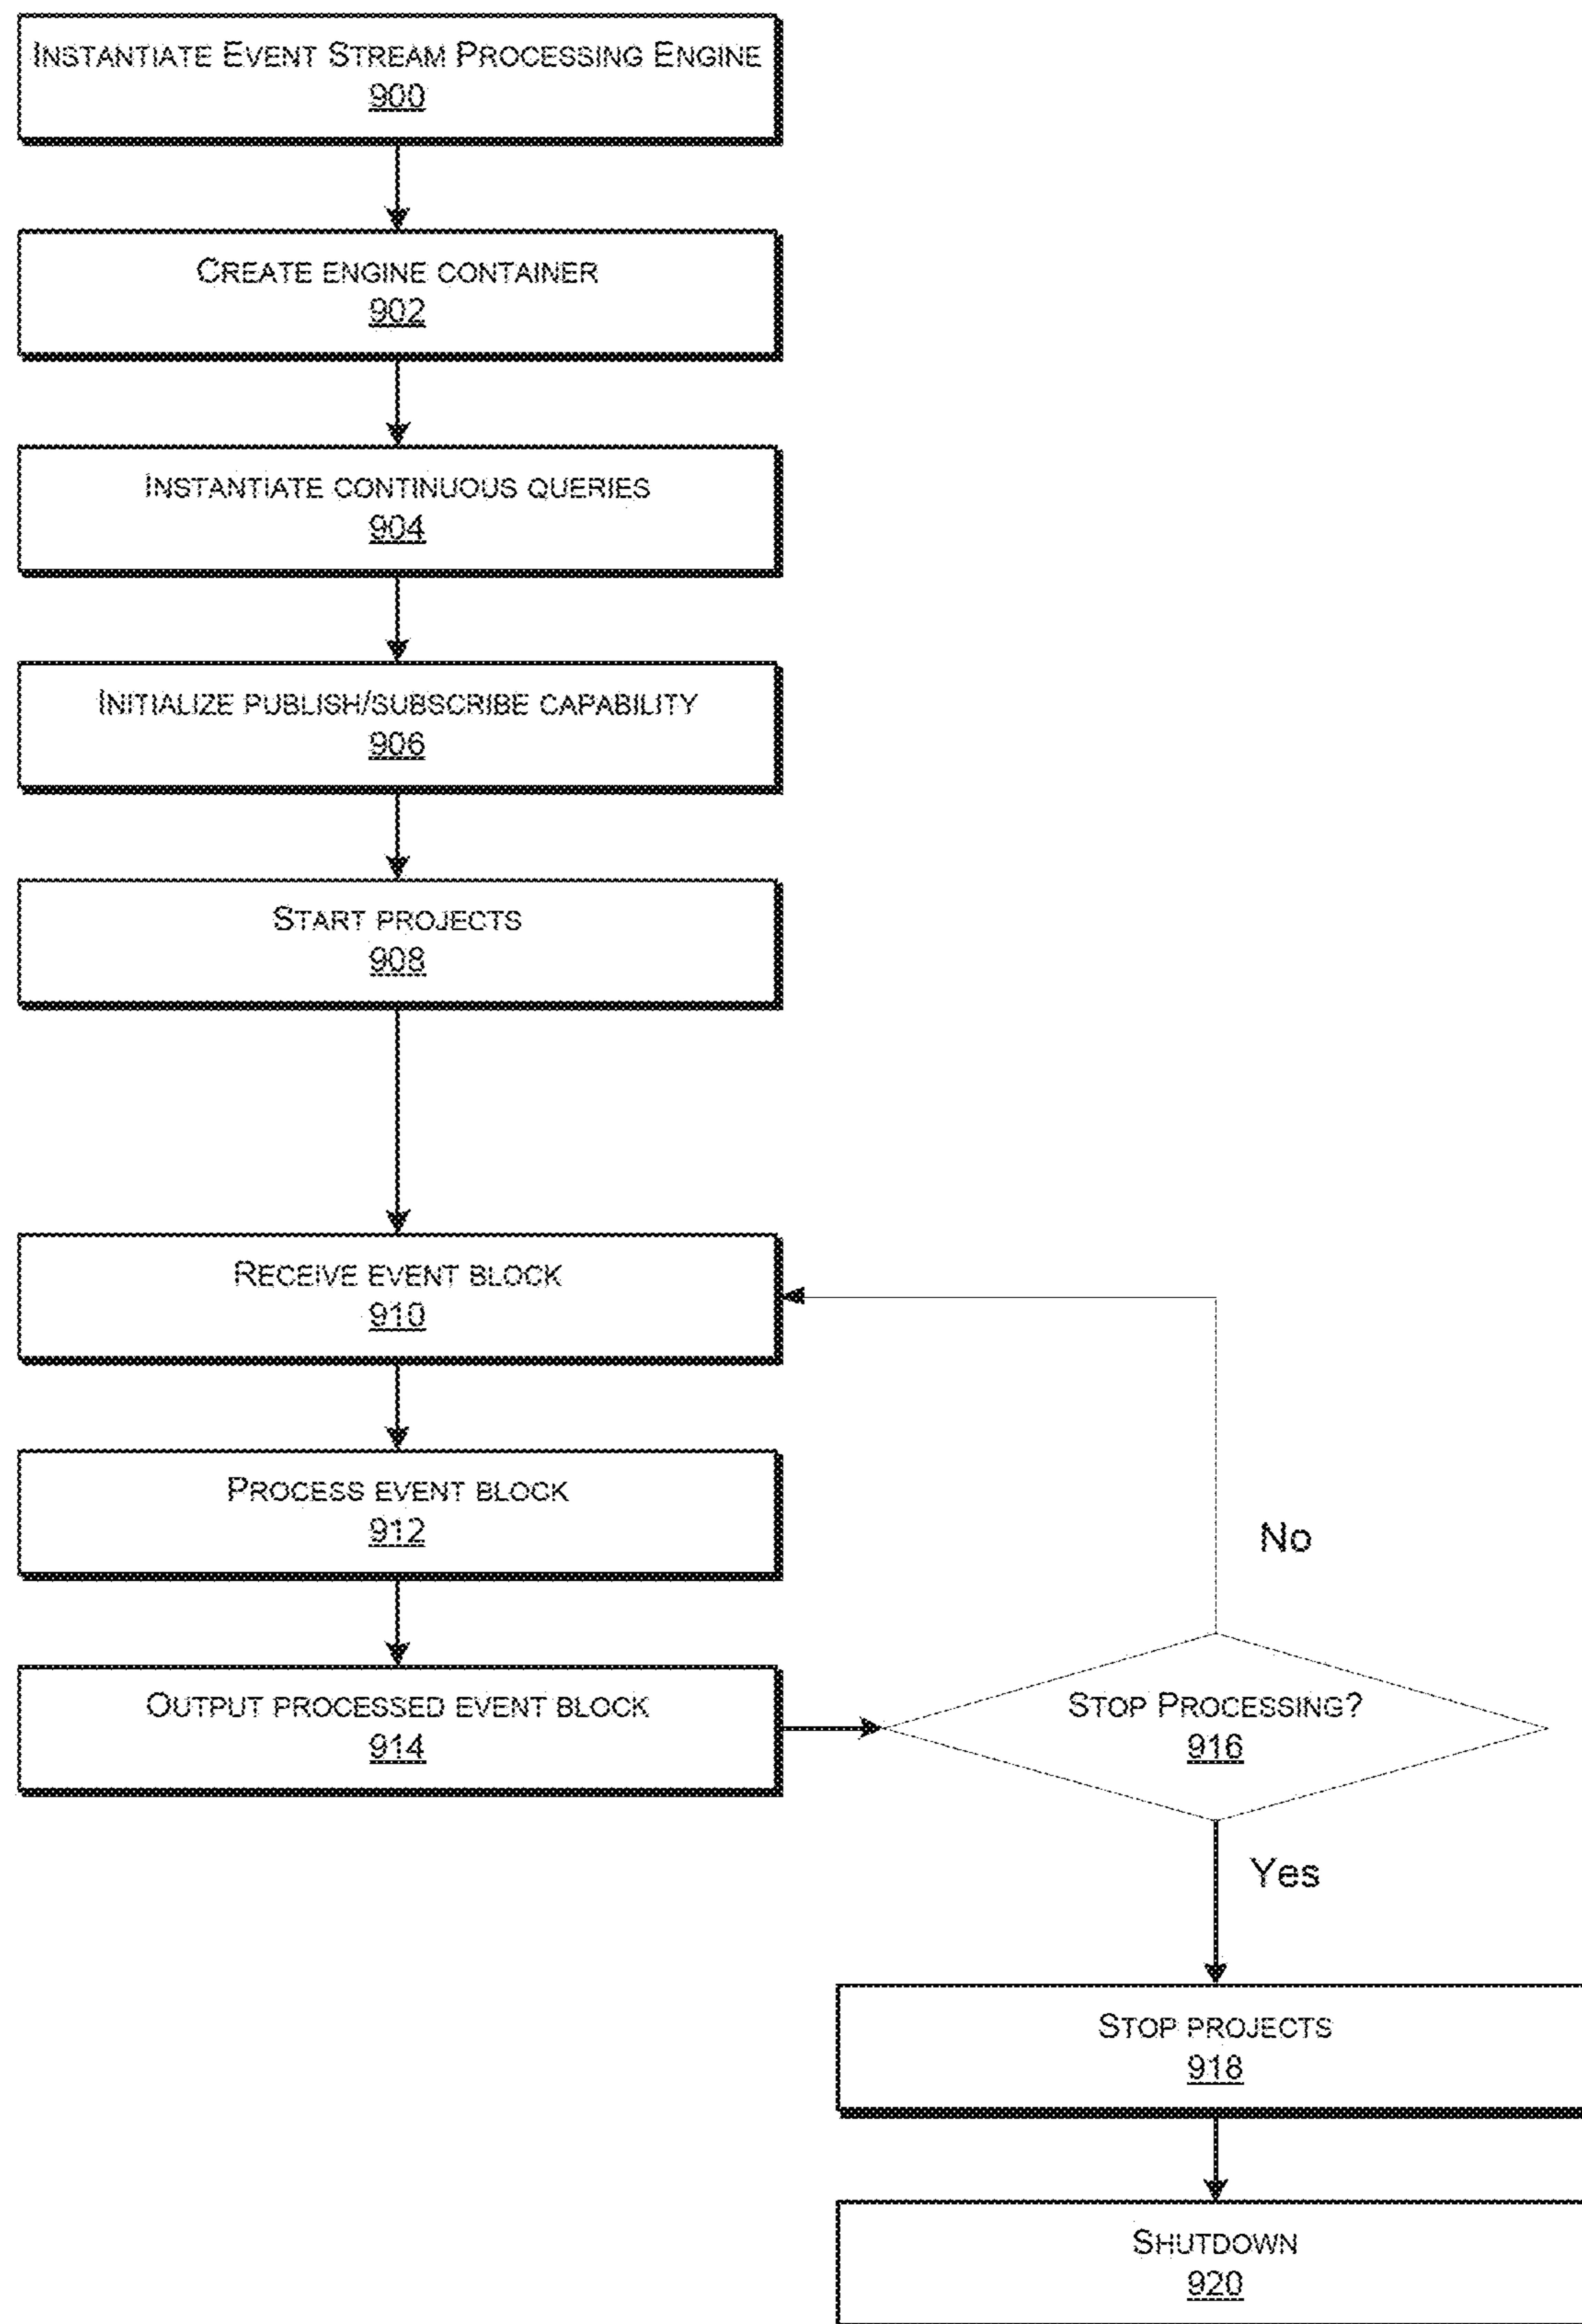 INSTANTIATE EVENT STREAM PROCESSING ENGINE
900
CREATE ENGINE CONTAINER
902
INSTANTIATE CONTINUOUS QUERIES
904
INITIALIZE PUBLISH/SUBSCRIBE CAPABILITY
906
START PROJECTS
908
RECEIVE EVENT BLOCK
910
PROCESS EVENT BLOCK
912
No
OUTPUT PROCESSED EVENT BLOCK
914
STOP PROCESSING?
916
Yes
STOP PROJECTS
918
SHUTDOWN
920